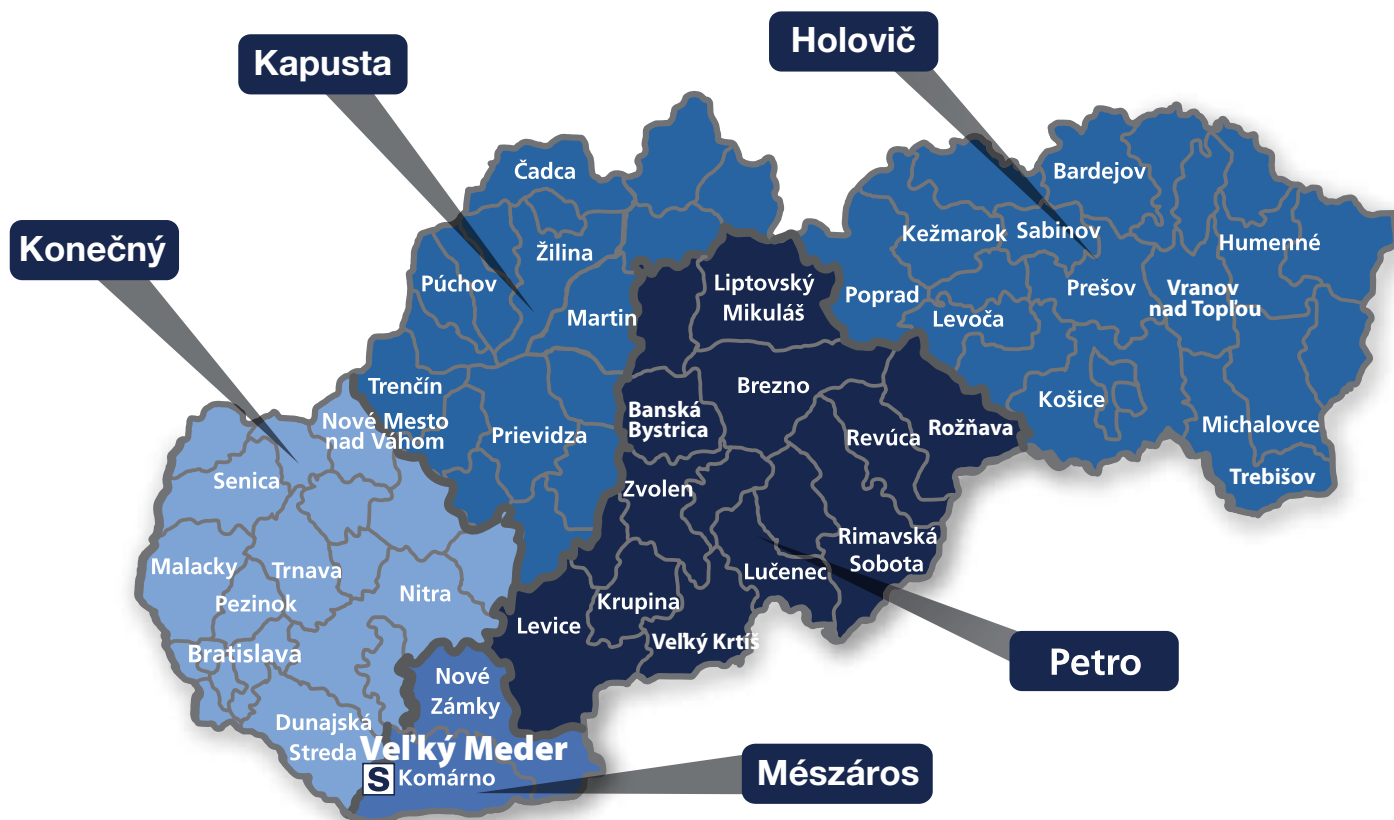 Holovič
Kapusta
Konečný
Čadca
Bardejov
Žilina
Kežmarok
Sabinov
Humenné
Púchov
Liptovský
Mikuláš
Poprad
Prešov
Vranov
nad Topľou
Martin
Levoča
Trenčín
Brezno
Košice
Nové Mesto
nad Váhom
Prievidza
Banská
Bystrica
Revúca
Rožňava
Michalovce
Senica
Zvolen
Trebišov
Malacky
Trnava
Nitra
Rimavská
Sobota
Lučenec
Pezinok
Krupina
Levice
Veľký Krtíš
Bratislava
Petro
Nové
Zámky
Dunajská
Streda
Veľký Meder
S
Komárno
Mészáros